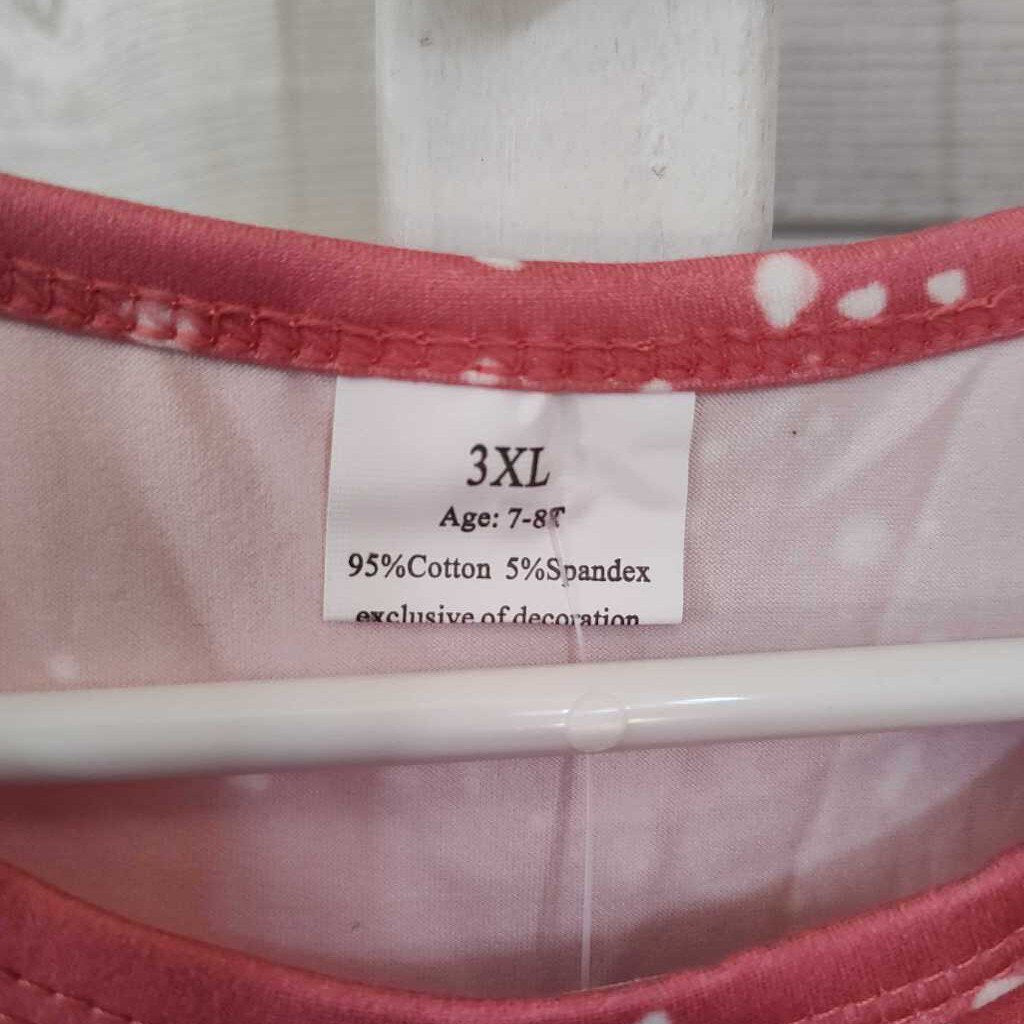 3XL
Age: 7-8T
95%Cotton 5%Spandex
exclusive of decoration